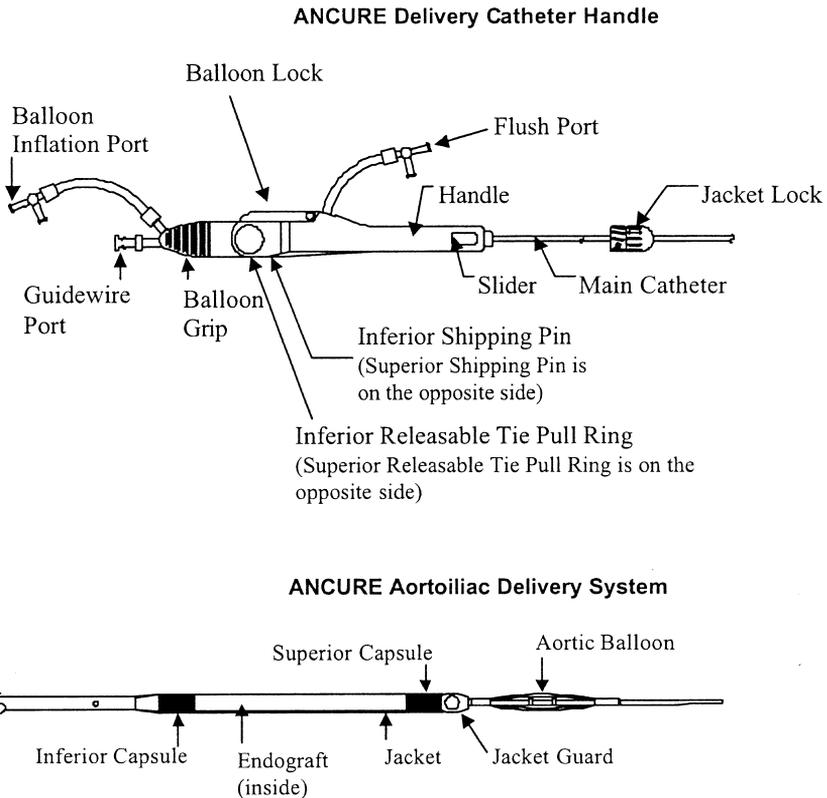 ANCURE Delivery Catheter Handle
Balloon Lock
Balloon
Inflation Port
Flush Port
Handle
Jacket Lock
Guidewire
Port
Balloon
Grip
Slider
Main Catheter
Inferior Shipping Pin
(Superior Shipping Pin is
on the opposite side)
Inferior Releasable Tie Pull Ring
(Superior Releasable Tie Pull Ring is on the
opposite side)
ANCURE Aortoiliac Delivery System
Superior Capsule
Aortic Balloon
Inferior Capsule
Endograft
(inside)
Jacket
Jacket Guard